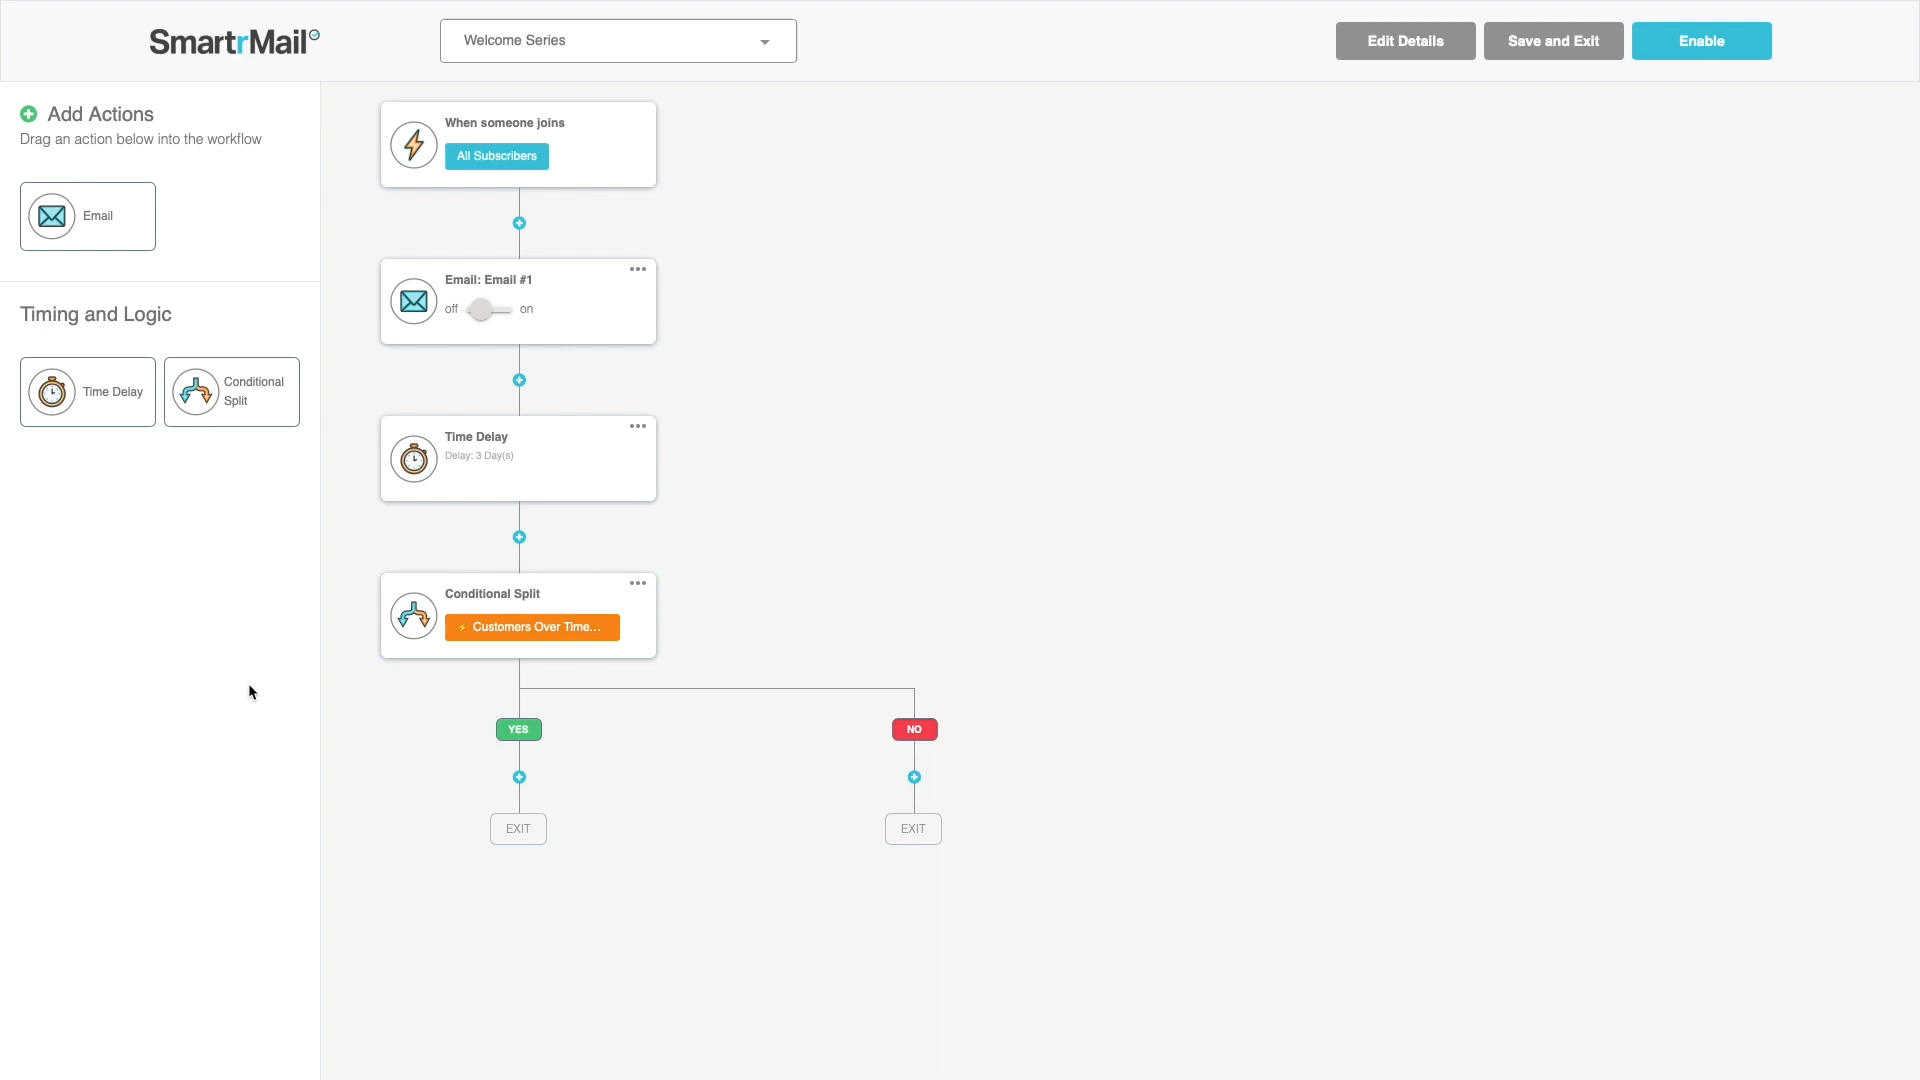 SmartrMail
Welcome Series
Edit Details
Save and Exit
Enable
Add Actions
Drag an action below into the workflow
Email
Timing and Logic
Time Delay
Conditional
Split
When someone joins
All Subscribers
Email: Email #1
off
on
Time Delay
Delay: 3 Day(s)
Conditional Split
Customers Over Time...
YES
NO
EXIT
EXIT